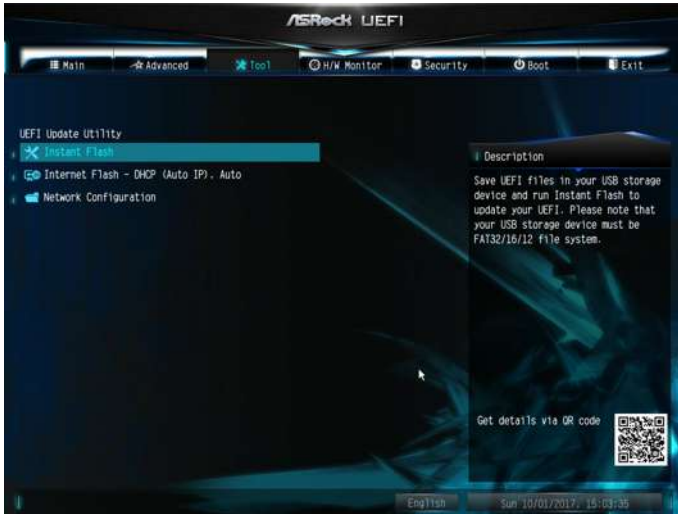 ASRock UEFI
Main Advanced Tool H/W Monitor Security Boot Exit
UEFI Update Utility
Instant Flash
Internet Flash - DHCP (Auto IP), Auto
Network Configuration
Description
Save UEFI files in your USB storage
device and run Instant Flash to
update your UEFI. Please note that
your USB storage device must be
FAT32/16/12 file system.
Get details via QR code
English
Sun 10/01/2017, 15:03:35